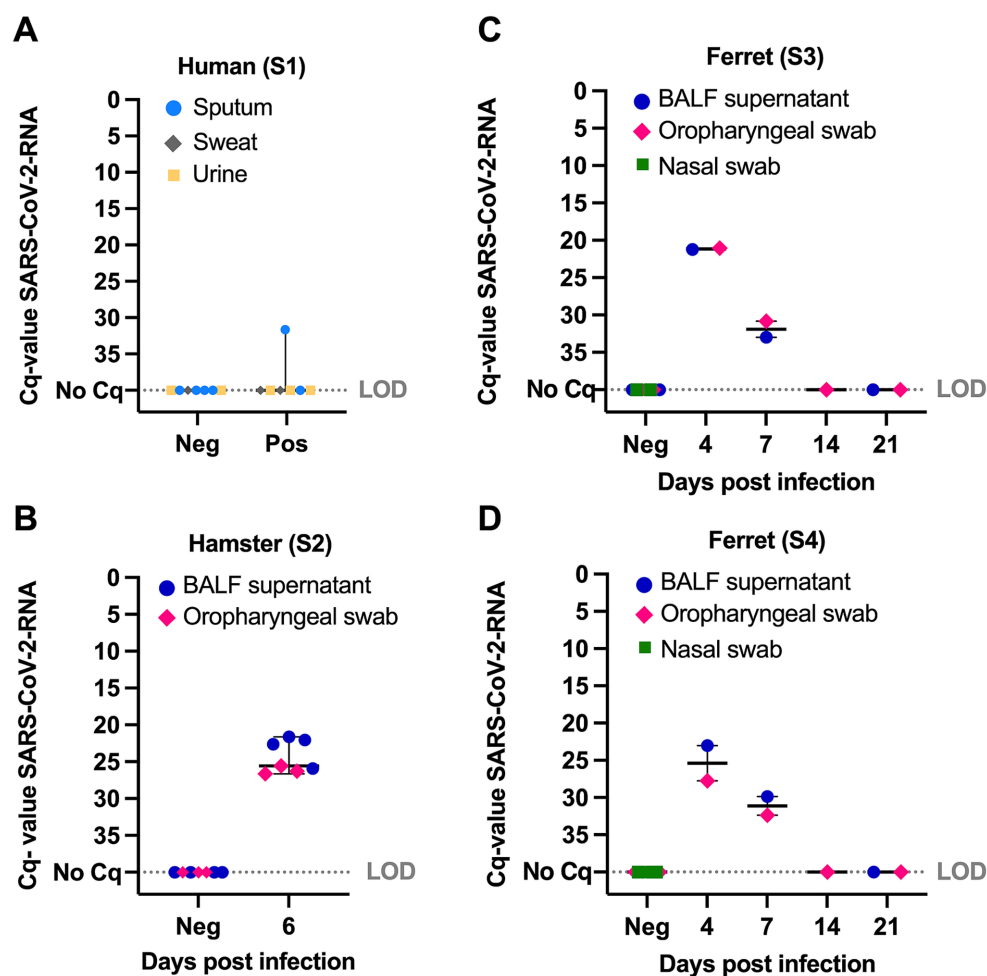 A
Human (S1)
Cq-value SARS-CoV-2-RNA
0
5
10
15
20
25
30
35
No Cq
Sputum
Sweat
Urine
LOD
Neg
Pos
B
Hamster (S2)
Cq- value SARS-CoV-2-RNA
0
5
10
15
20
25
30
35
No Cq
BALF supernatant
Oropharyngeal swab
LOD
Neg
6
Days post infection
C
Ferret (S3)
Cq-value SARS-CoV-2-RNA
0
5
10
15
20
25
30
35
No Cq
BALF supernatant
Oropharyngeal swab
Nasal swab
LOD
Neg
4
7
14
21
Days post infection
D
Ferret (S4)
Cq-value SARS-CoV-2-RNA
0
5
10
15
20
25
30
35
No Cq
BALF supernatant
Oropharyngeal swab
Nasal swab
LOD
Neg
4
7
14
21
Days post infection